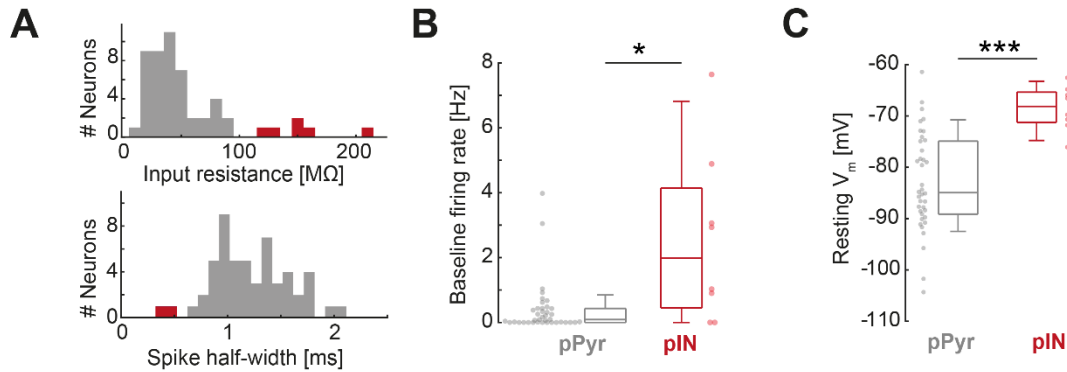 A
# Neurons
8
4
0
0
100
200
Input resistance [MΩ]
# Neurons
8
4
0
0
1
2
Spike half-width [ms]
B
*
Baseline firing rate [Hz]
8
6
4
2
0
pPyr
pIN
C
***
Resting Vm [mV]
-60
-70
-80
-90
-100
-110
pPyr
pIN